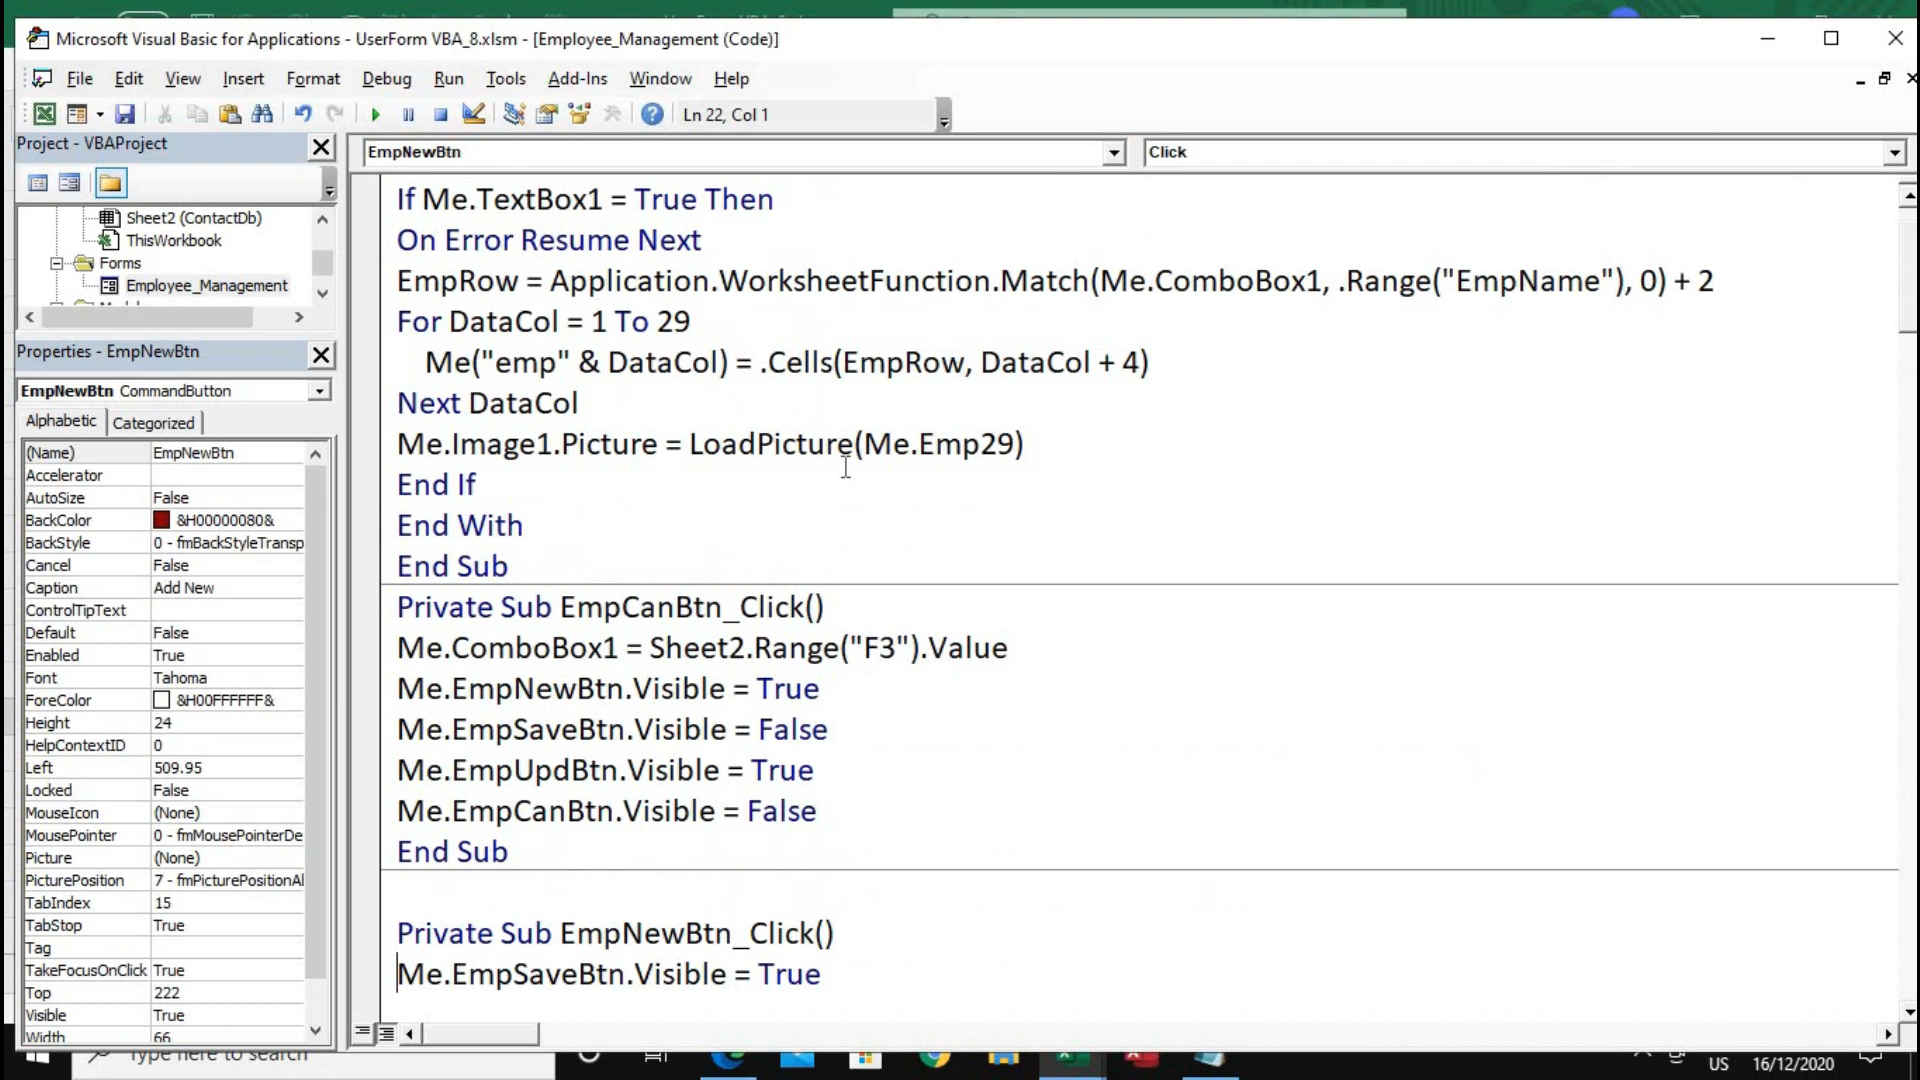 Microsoft Visual Basic for Applications - UserForm VBA_8.xlsm - [Employee_Management (Code)]
File Edit View Insert Format Debug Run Tools Add-Ins Window Help
Ln 22, Col 1
Project - VBAProject
Sheet2 (ContactDb)
ThisWorkbook
Forms
Employee_Management
Properties - EmpNewBtn
EmpNewBtn CommandButton
Alphabetic Categorized
(Name) EmpNewBtn
Accelerator
AutoSize False
BackColor &H00000080&
BackStyle 0 - fmBackStyleTransp
Cancel False
Caption Add New
ControlTipText
Default False
Enabled True
Font Tahoma
ForeColor &H00FFFFFF&
Height 24
HelpContextID 0
Left 509.95
Locked False
MouseIcon (None)
MousePointer 0 - fmMousePointerDe
Picture (None)
PicturePosition 7 - fmPicturePositionAl
TabIndex 15
TabStop True
Tag
TakeFocusOnClick True
Top 222
Visible True
Width 66
EmpNewBtn Click
If Me.TextBox1 = True Then
On Error Resume Next
EmpRow = Application.WorksheetFunction.Match(Me.ComboBox1, .Range("EmpName"), 0) + 2
For DataCol = 1 To 29
Me("emp" & DataCol) = .Cells(EmpRow, DataCol + 4)
Next DataCol
Me.Image1.Picture = LoadPicture(Me.Emp29)
End If
End With
End Sub
Private Sub EmpCanBtn_Click()
Me.ComboBox1 = Sheet2.Range("F3").Value
Me.EmpNewBtn.Visible = True
Me.EmpSaveBtn.Visible = False
Me.EmpUpdBtn.Visible = True
Me.EmpCanBtn.Visible = False
End Sub
Private Sub EmpNewBtn_Click()
Me.EmpSaveBtn.Visible = True
Type here to search
US 16/12/2020